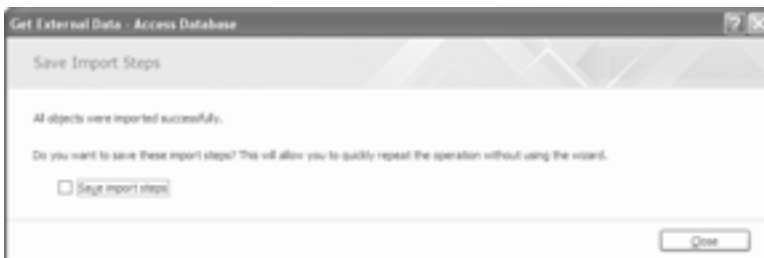 Get External Data - Access Database
Save Import Steps
All objects were imported successfully.
Do you want to save these import steps? This will allow you to quickly repeat the operation without using the wizard.
Save import steps
Close